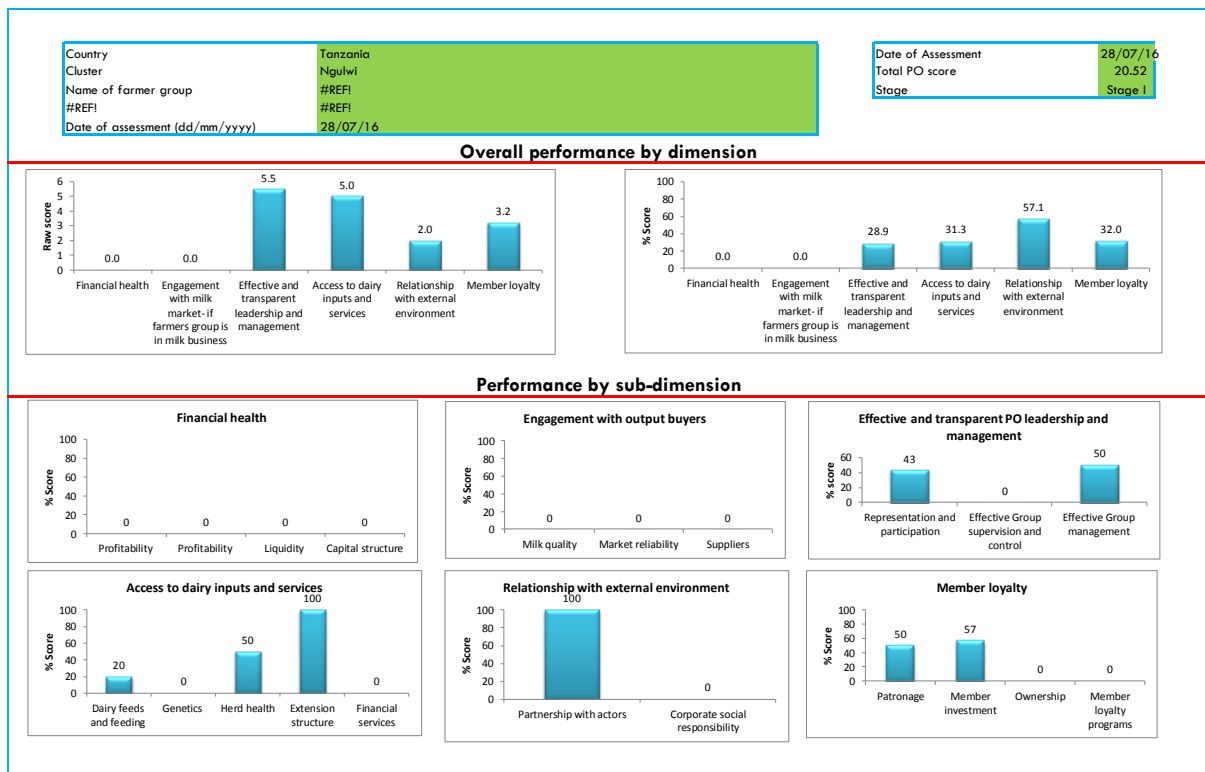 Country Tanzania
Cluster Ngulwi
Name of farmer group #REF!
#REF! #REF!
Date of assessment (dd/mm/yyyy) 28/07/16
Date of Assessment 28/07/16
Total PO score 20.52
Stage Stage I
Overall performance by dimension
Raw score
6
5
4
3
2
1
0
0.0 0.0 5.5 5.0 2.0 3.2
Financial health
Engagement with milk market- if farmers group is in milk business
Effective and transparent leadership and management
Access to dairy inputs and services
Relationship with external environment
Member loyalty
% Score
100
80
60
40
20
0
0.0 0.0 28.9 31.3 57.1 32.0
Financial health
Engagement with milk market- if farmers group is in milk business
Effective and transparent leadership and management
Access to dairy inputs and services
Relationship with external environment
Member loyalty
Performance by sub-dimension
Financial health
% Score
100
80
60
40
20
0
0 0 0 0
Profitability Profitability Liquidity Capital structure
Engagement with output buyers
% Score
100
80
60
40
20
0
0 0 0
Milk quality Market reliability Suppliers
Effective and transparent PO leadership and
management
% score
60
40
20
0
43 0 50
Representation and participation
Effective Group supervision and control
Effective Group management
Access to dairy inputs and services
% Score
100
80
60
40
20
0
20 0 50 100 0
Dairy feeds and feeding
Genetics
Herd health
Extension structure
Financial services
Relationship with external environment
% Score
100
80
60
40
20
0
100 0
Partnership with actors
Corporate social responsibility
Member loyalty
% Score
100
80
60
40
20
0
50 57 0 0
Patronage
Member investment
Ownership
Member loyalty programs